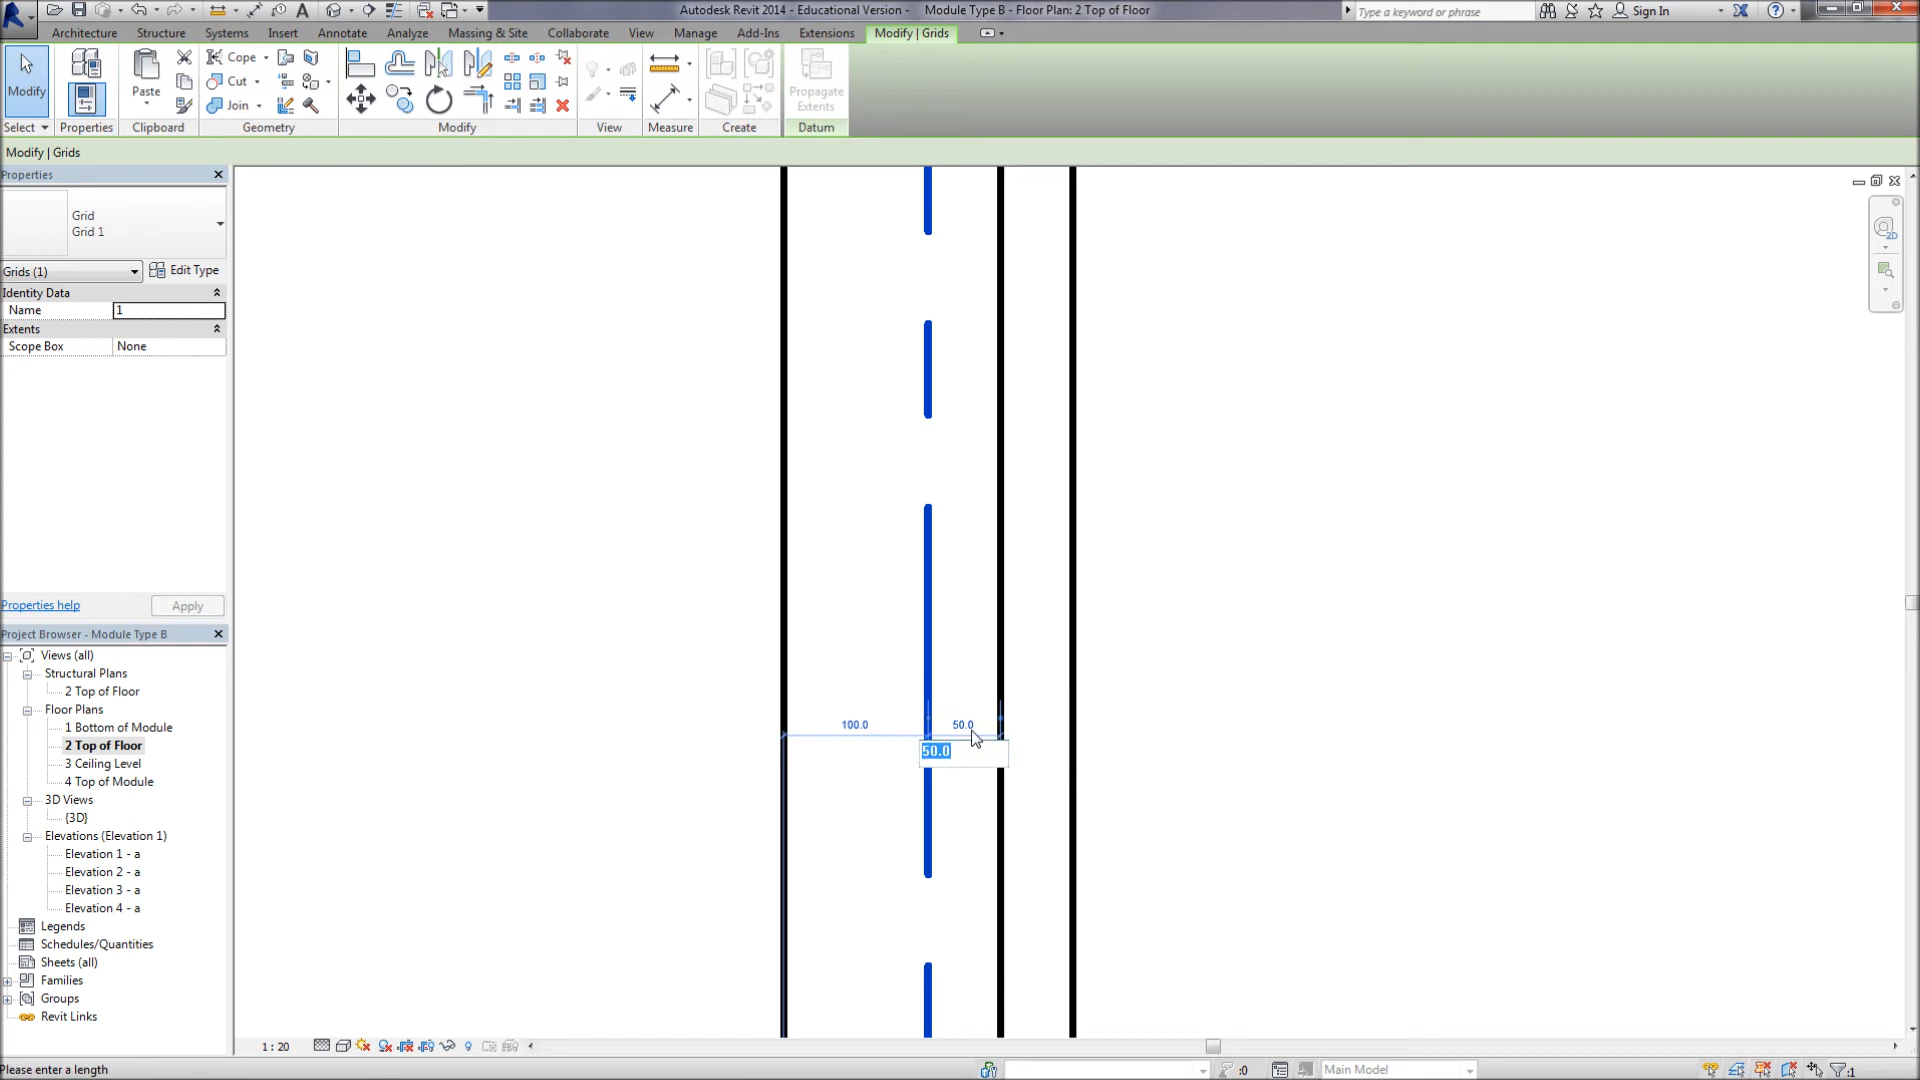 Autodesk Revit 2014 - Educational Version - Module Type B - Floor Plan: 2 Top of Floor
Type a keyword or phrase
Sign In
Architecture Structure Systems Insert Annotate Analyze Massing & Site Collaborate View Manage Add-Ins Extensions Modify | Grids
Modify
Paste
Cope
Cut
Join
Propagate
Extents
Select Properties Clipboard Geometry Modify View Measure Create Datum
Modify | Grids
Properties
Grid
Grid 1
Grids (1)
Edit Type
Identity Data
Name 1
Extents
Scope Box None
Properties help
Apply
Project Browser - Module Type B
Views (all)
Structural Plans
2 Top of Floor
Floor Plans
1 Bottom of Module
2 Top of Floor
3 Ceiling Level
4 Top of Module
3D Views
{3D}
Elevations (Elevation 1)
Elevation 1 - a
Elevation 2 - a
Elevation 3 - a
Elevation 4 - a
Legends
Schedules/Quantities
Sheets (all)
Families
Groups
Revit Links
2D
100.0 50.0
50.0
1 : 20
Please enter a length
:0
Main Model
:1